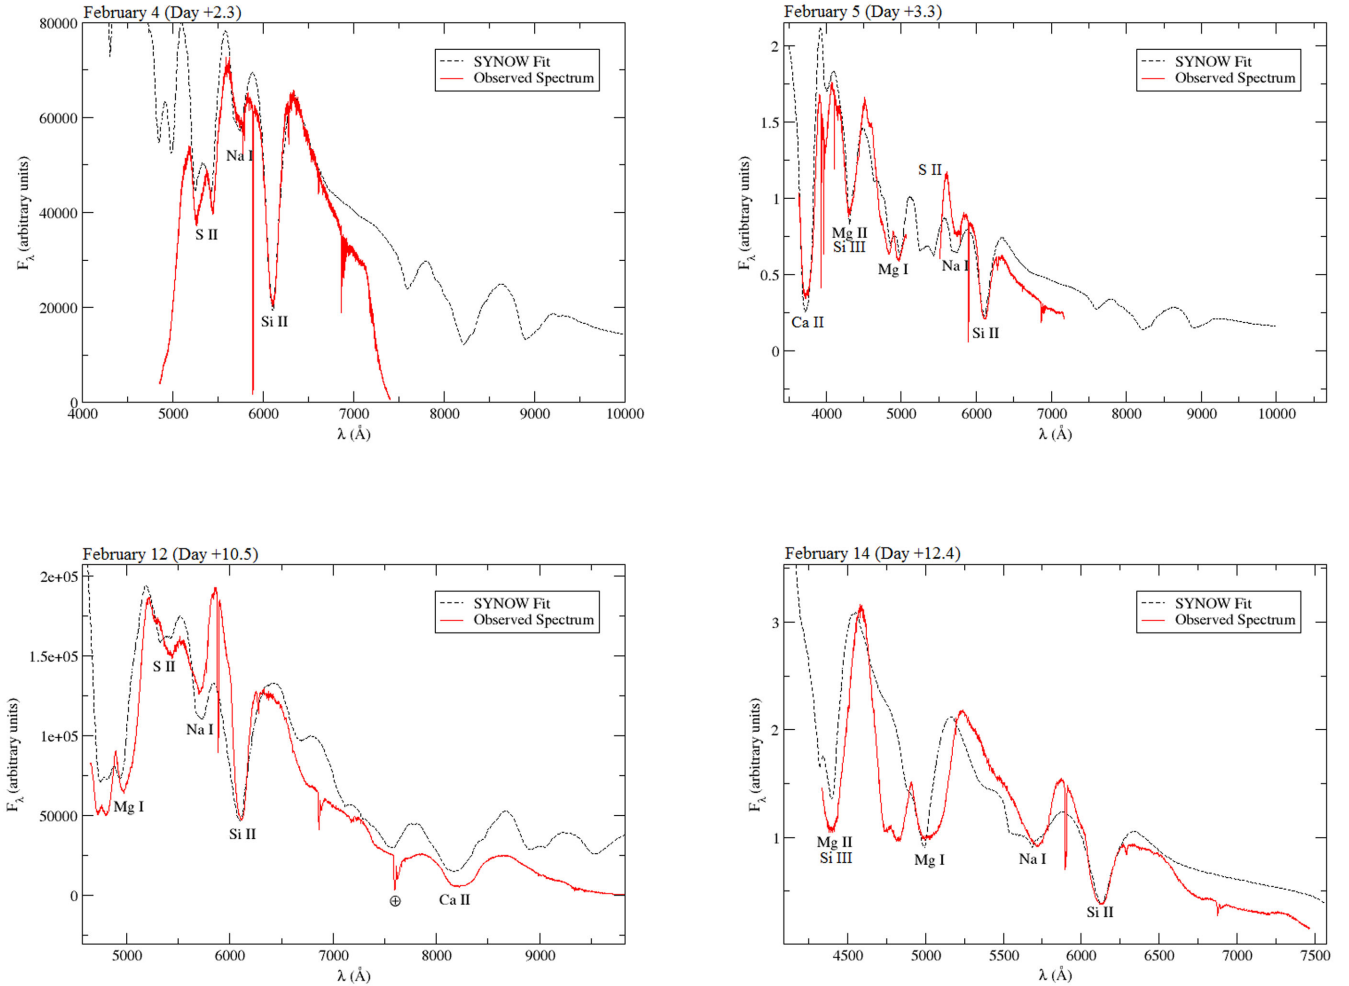 February 4 (Day +2.3)
80000
60000
40000
20000
0
F_λ (arbitrary units)
SYNOW Fit
Observed Spectrum
Na I
S II
Si II
4000 5000 6000 7000 8000 9000 10000
λ (Å)
February 5 (Day +3.3)
2
1.5
1
0.5
0
F_λ (arbitrary units)
SYNOW Fit
Observed Spectrum
S II
Mg II
Si III
Mg I
Na I
Ca II
Si II
4000 5000 6000 7000 8000 9000 10000
λ (Å)
February 12 (Day +10.5)
2e+05
1.5e+05
1e+05
50000
0
F_λ (arbitrary units)
SYNOW Fit
Observed Spectrum
S II
Na I
Mg I
Si II
⊕
Ca II
5000 6000 7000 8000 9000
λ (Å)
February 14 (Day +12.4)
3
2
1
F_λ (arbitrary units)
SYNOW Fit
Observed Spectrum
Mg II
Si III
Mg I
Na I
Si II
4500 5000 5500 6000 6500 7000 7500
λ (Å)